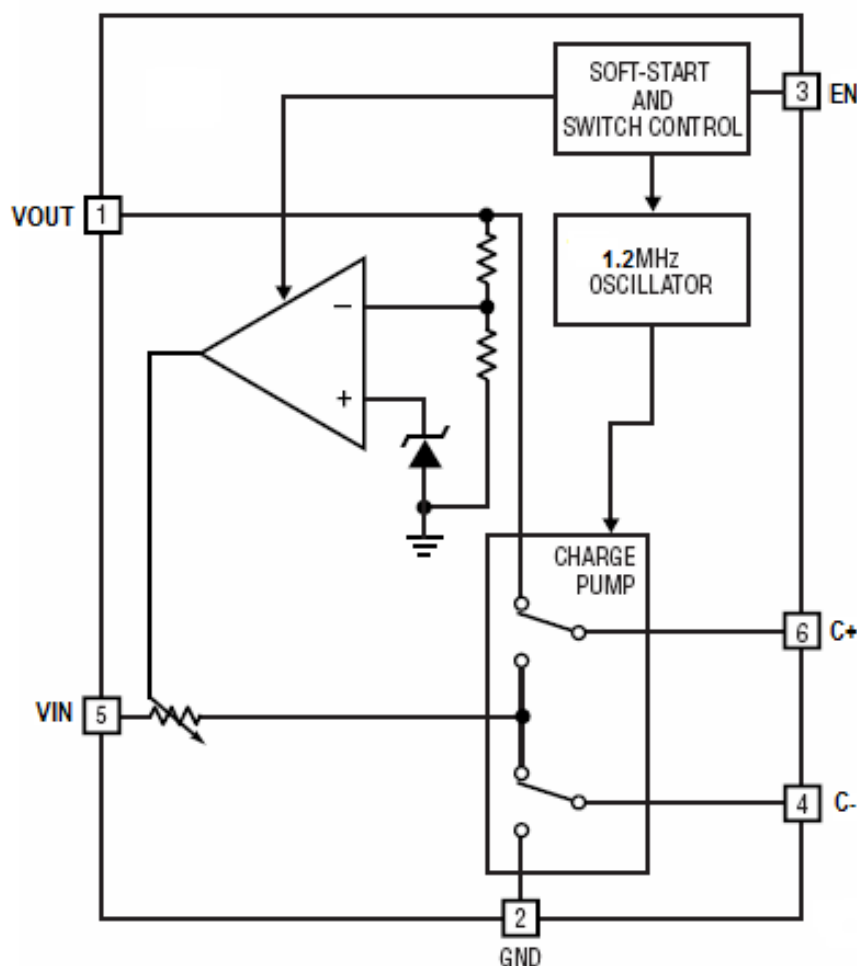 SOFT-START
AND
SWITCH CONTROL
3 EN
VOUT 1
1.2MHz
OSCILLATOR
−
+
CHARGE
PUMP
6 C+
VIN 5
4 C-
2
GND